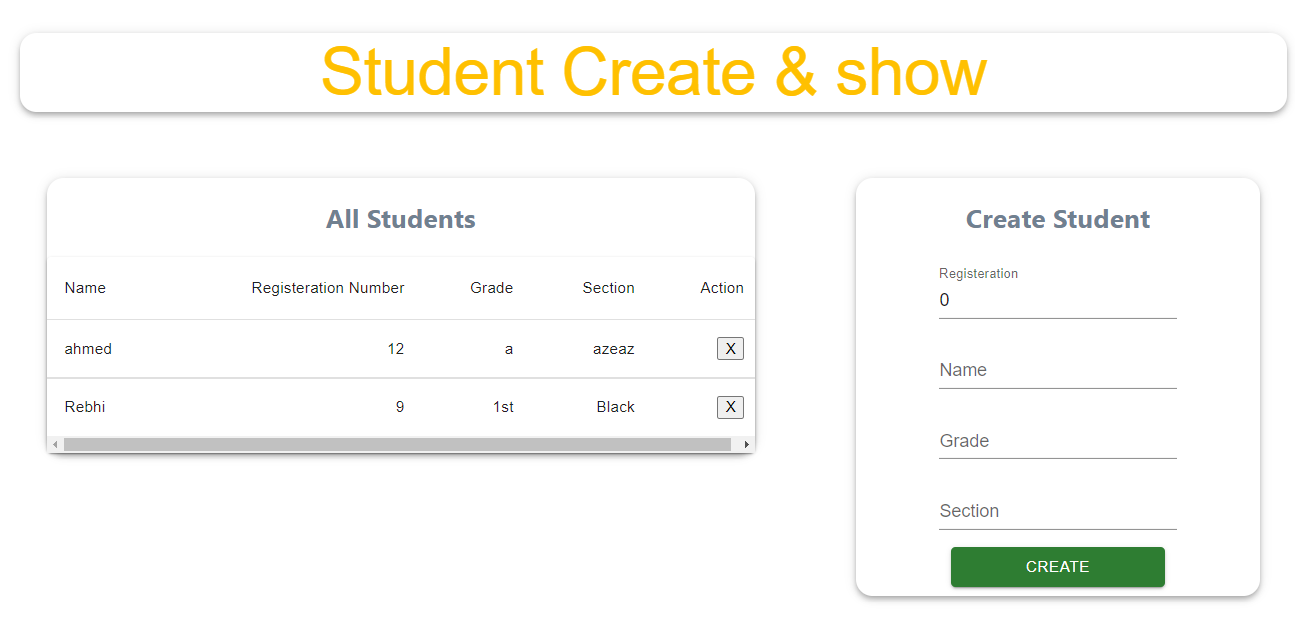 Student Create & show
All Students
Name Registeration Number Grade Section Action
ahmed 12 a azeaz X
Rebhi 9 1st Black X
Create Student
Registeration
0
Name
Grade
Section
CREATE